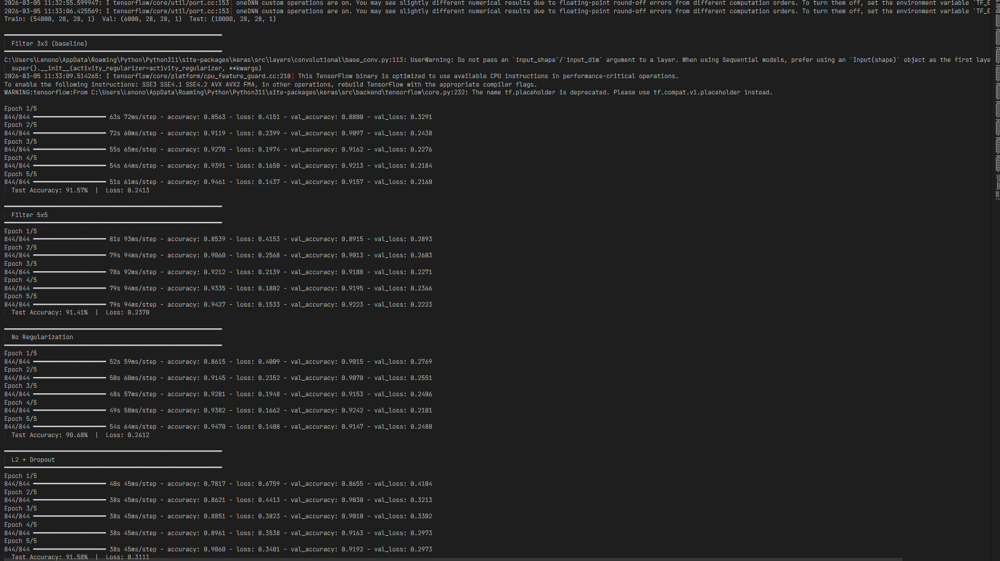 2026-03-05 11:32:55.599947: I tensorflow/core/util/port.cc:153] oneDNN custom operations are on. You may see slightly different numerical results due to floating-point round-off errors from different computation orders. To turn them off, set the environment variable `TF_E
2026-03-05 11:33:06.425569: I tensorflow/core/util/port.cc:153] oneDNN custom operations are on. You may see slightly different numerical results due to floating-point round-off errors from different computation orders. To turn them off, set the environment variable `TF_E
Train: (54000, 28, 28, 1)  Val: (6000, 28, 28, 1)  Test: (10000, 28, 28, 1)
Filter 3x3 (baseline)
C:\Users\Lenono\AppData\Roaming\Python\Python311\site-packages\keras\src\layers\convolutional\base_conv.py:113: UserWarning: Do not pass an `input_shape`/`input_dim` argument to a layer. When using Sequential models, prefer using an `Input(shape)` object as the first laye
super().__init__(activity_regularizer=activity_regularizer, **kwargs)
2026-03-05 11:33:09.514265: I tensorflow/core/platform/cpu_feature_guard.cc:210] This TensorFlow binary is optimized to use available CPU instructions in performance-critical operations.
To enable the following instructions: SSE3 SSE4.1 SSE4.2 AVX AVX2 FMA, in other operations, rebuild TensorFlow with the appropriate compiler flags.
WARNING:tensorflow:From C:\Users\Lenono\AppData\Roaming\Python\Python311\site-packages\keras\src\backend\tensorflow\core.py:232: The name tf.placeholder is deprecated. Please use tf.compat.v1.placeholder instead.
Epoch 1/5
844/844 ━━━━━━━━━━━━━━━━━━━━ 63s 72ms/step - accuracy: 0.8563 - loss: 0.4151 - val_accuracy: 0.8800 - val_loss: 0.3291
Epoch 2/5
844/844 ━━━━━━━━━━━━━━━━━━━━ 72s 60ms/step - accuracy: 0.9119 - loss: 0.2399 - val_accuracy: 0.9097 - val_loss: 0.2438
Epoch 3/5
844/844 ━━━━━━━━━━━━━━━━━━━━ 55s 65ms/step - accuracy: 0.9270 - loss: 0.1974 - val_accuracy: 0.9162 - val_loss: 0.2276
Epoch 4/5
844/844 ━━━━━━━━━━━━━━━━━━━━ 54s 64ms/step - accuracy: 0.9391 - loss: 0.1650 - val_accuracy: 0.9213 - val_loss: 0.2184
Epoch 5/5
844/844 ━━━━━━━━━━━━━━━━━━━━ 51s 61ms/step - accuracy: 0.9461 - loss: 0.1437 - val_accuracy: 0.9157 - val_loss: 0.2160
Test Accuracy: 91.57%  |  Loss: 0.2413
Filter 5x5
Epoch 1/5
844/844 ━━━━━━━━━━━━━━━━━━━━ 81s 93ms/step - accuracy: 0.8539 - loss: 0.4153 - val_accuracy: 0.8915 - val_loss: 0.2893
Epoch 2/5
844/844 ━━━━━━━━━━━━━━━━━━━━ 79s 94ms/step - accuracy: 0.9060 - loss: 0.2568 - val_accuracy: 0.9013 - val_loss: 0.2603
Epoch 3/5
844/844 ━━━━━━━━━━━━━━━━━━━━ 78s 92ms/step - accuracy: 0.9212 - loss: 0.2139 - val_accuracy: 0.9188 - val_loss: 0.2271
Epoch 4/5
844/844 ━━━━━━━━━━━━━━━━━━━━ 79s 94ms/step - accuracy: 0.9335 - loss: 0.1802 - val_accuracy: 0.9195 - val_loss: 0.2366
Epoch 5/5
844/844 ━━━━━━━━━━━━━━━━━━━━ 79s 94ms/step - accuracy: 0.9427 - loss: 0.1533 - val_accuracy: 0.9223 - val_loss: 0.2223
Test Accuracy: 91.41%  |  Loss: 0.2370
No Regularization
Epoch 1/5
844/844 ━━━━━━━━━━━━━━━━━━━━ 52s 59ms/step - accuracy: 0.8615 - loss: 0.4009 - val_accuracy: 0.9015 - val_loss: 0.2769
Epoch 2/5
844/844 ━━━━━━━━━━━━━━━━━━━━ 50s 60ms/step - accuracy: 0.9145 - loss: 0.2352 - val_accuracy: 0.9070 - val_loss: 0.2551
Epoch 3/5
844/844 ━━━━━━━━━━━━━━━━━━━━ 48s 57ms/step - accuracy: 0.9281 - loss: 0.1948 - val_accuracy: 0.9153 - val_loss: 0.2406
Epoch 4/5
844/844 ━━━━━━━━━━━━━━━━━━━━ 49s 58ms/step - accuracy: 0.9382 - loss: 0.1662 - val_accuracy: 0.9242 - val_loss: 0.2101
Epoch 5/5
844/844 ━━━━━━━━━━━━━━━━━━━━ 54s 64ms/step - accuracy: 0.9470 - loss: 0.1408 - val_accuracy: 0.9147 - val_loss: 0.2480
Test Accuracy: 90.68%  |  Loss: 0.2612
L2 + Dropout
Epoch 1/5
844/844 ━━━━━━━━━━━━━━━━━━━━ 40s 45ms/step - accuracy: 0.7817 - loss: 0.6759 - val_accuracy: 0.8655 - val_loss: 0.4104
Epoch 2/5
844/844 ━━━━━━━━━━━━━━━━━━━━ 38s 45ms/step - accuracy: 0.8621 - loss: 0.4413 - val_accuracy: 0.9030 - val_loss: 0.3213
Epoch 3/5
844/844 ━━━━━━━━━━━━━━━━━━━━ 38s 45ms/step - accuracy: 0.8851 - loss: 0.3823 - val_accuracy: 0.9010 - val_loss: 0.3302
Epoch 4/5
844/844 ━━━━━━━━━━━━━━━━━━━━ 38s 45ms/step - accuracy: 0.8961 - loss: 0.3538 - val_accuracy: 0.9163 - val_loss: 0.2973
Epoch 5/5
844/844 ━━━━━━━━━━━━━━━━━━━━ 38s 45ms/step - accuracy: 0.9060 - loss: 0.3401 - val_accuracy: 0.9192 - val_loss: 0.2973
Test Accuracy: 91.58%  |  Loss: 0.3111